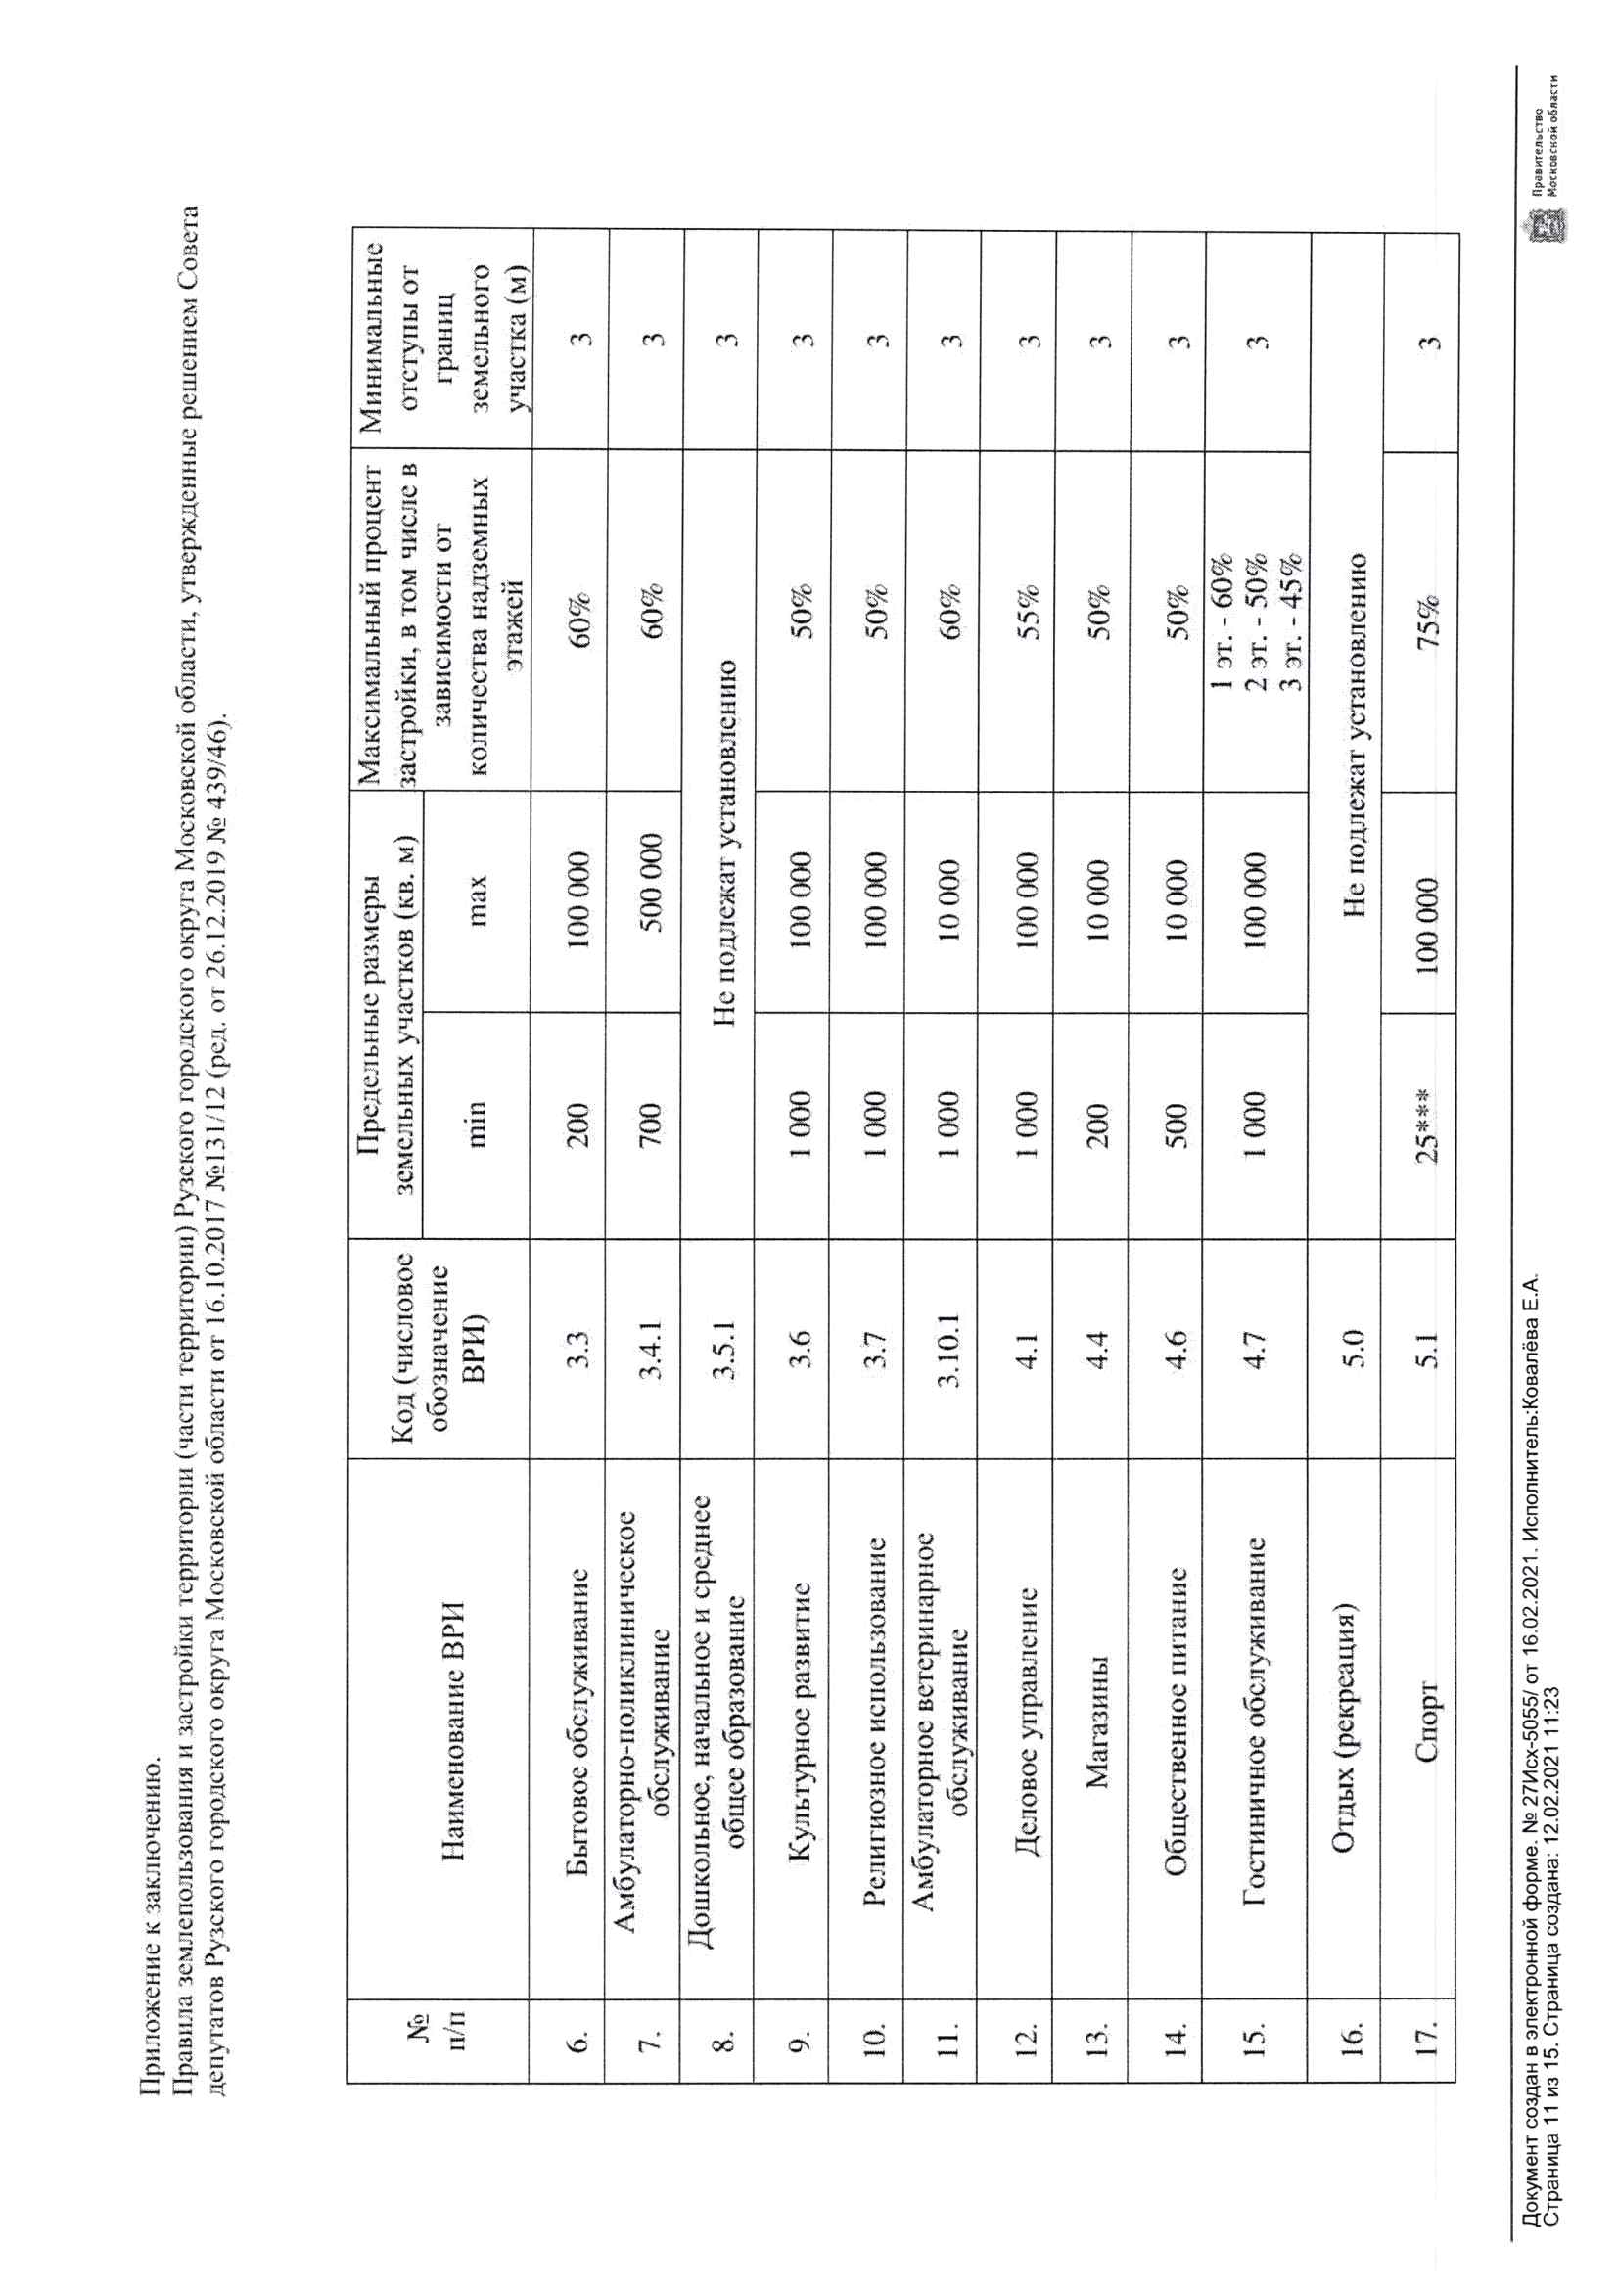 Приложение к заключению.
Правила землепользования и застройки территории (части территории) Рузского городского округа Московской области, утвержденные решением Совета
депутатов Рузского городского округа Московской области от 16.10.2017 №131/12 (ред. от 26.12.2019 № 439/46).
№ п/п
Наименование ВРИ
Код (числовое
обозначение
ВРИ)
Предельные размеры
земельных участков (кв. м)
min
max
Максимальный процент
застройки, в том числе в
зависимости от
количества надземных
этажей
Минимальные
отступы от
границ
земельного
участка (м)
6. Бытовое обслуживание 3.3 200 100 000 60% 3
7. Амбулаторно-поликлиническое
обслуживание 3.4.1 700 500 000 60% 3
8. Дошкольное, начальное и среднее
общее образование 3.5.1 Не подлежат установлению 3
9. Культурное развитие 3.6 1 000 100 000 50% 3
10. Религиозное использование 3.7 1 000 100 000 50% 3
11. Амбулаторное ветеринарное
обслуживание 3.10.1 1 000 10 000 60% 3
12. Деловое управление 4.1 1 000 100 000 55% 3
13. Магазины 4.4 200 10 000 50% 3
14. Общественное питание 4.6 500 10 000 50% 3
15. Гостиничное обслуживание 4.7 1 000 100 000
1 эт. - 60%
2 эт. - 50%
3 эт. - 45%
3
16. Отдых (рекреация) 5.0 Не подлежат установлению
17. Спорт 5.1 25*** 100 000 75% 3
Документ создан в электронной форме. № 27Исх-5055/ от 16.02.2021. Исполнитель:Ковалёва Е.А.
Страница 11 из 15. Страница создана: 12.02.2021 11:23
Правительство
Московской области